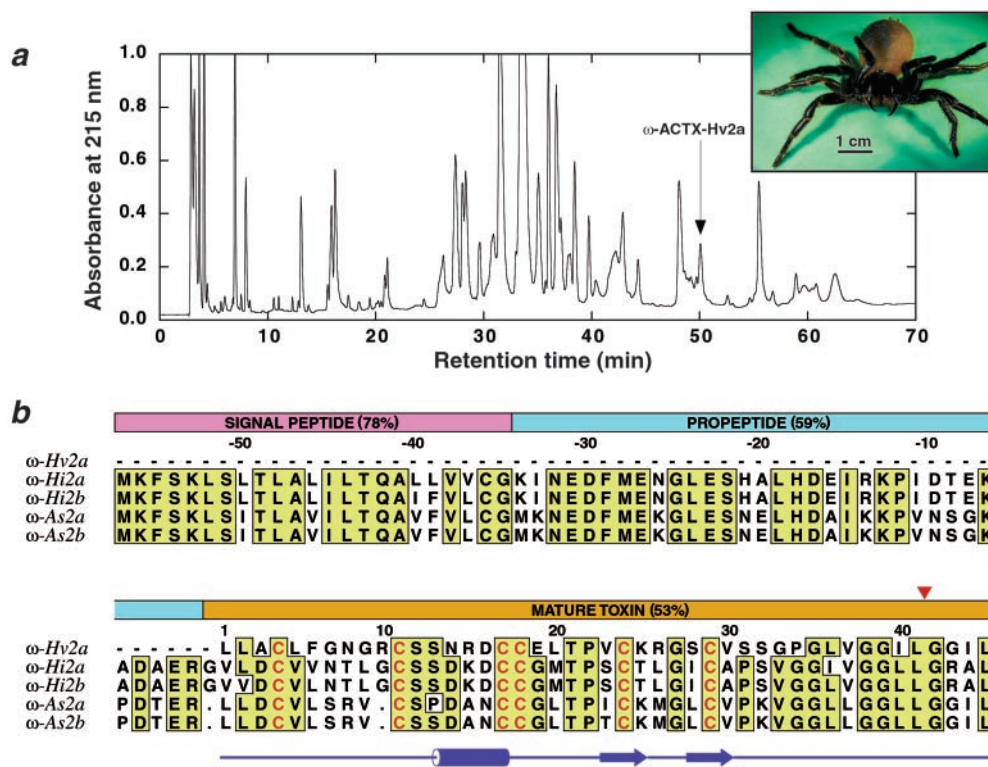 a
Absorbance at 215 nm
1.0
0.8
0.6
0.4
0.2
0.0
0 10 20 30 40 50 60 70
Retention time (min)
ω-ACTX-Hv2a
1 cm
b
SIGNAL PEPTIDE (78%) PROPEPTIDE (59%)
-50 -40 -30 -20 -10
ω-Hv2a - - - - - - - - - - - - - - - - - - - - - - - - - - - - - - - - - - - - - - - - - - - - - - - - - - -
ω-Hi2a MKFSKLSLTLALILTQALLVVCGKINEDFMENGLESHALHDEIRKPIDTEK
ω-Hi2b MKFSKLSLTLALILTQAIFVLCGKINEDFMENGLESHALHDEIRKPIDTEK
ω-As2a MKFSKLSITLAVILTQAVFVLCGMKNEDFMEKGLESNELHDAIKKPVNSGK
ω-As2b MKFSKLSITLAVILTQAVFVLCGMKNEDFMEKGLESNELHDAIKKPVNSGK
MATURE TOXIN (53%)
1 10 20 30 40
ω-Hv2a - - - - - - LLACLFGNGRCSSNRDCCELTPVCKRGSCVSSGPGLVGGILGGIL
ω-Hi2a ADAERGVLDCVVNTLGCSSDKDCCGMTPSCTLGICAPSVGGIVGGLLGRAL
ω-Hi2b ADAERGVVDCVLNTLGCSSDKDCCGMTPSCTLGICAPSVGGLVGGLLGRAL
ω-As2a PDTER.LLDCVLSRV.CSPDANCCGLTPICKMGLCVPKVGGLLGGLLGGIL
ω-As2b PDTER.LLDCVLSRV.CSSDANCCGLTPTCKMGLCVPKVGGLLGGLLGGIL